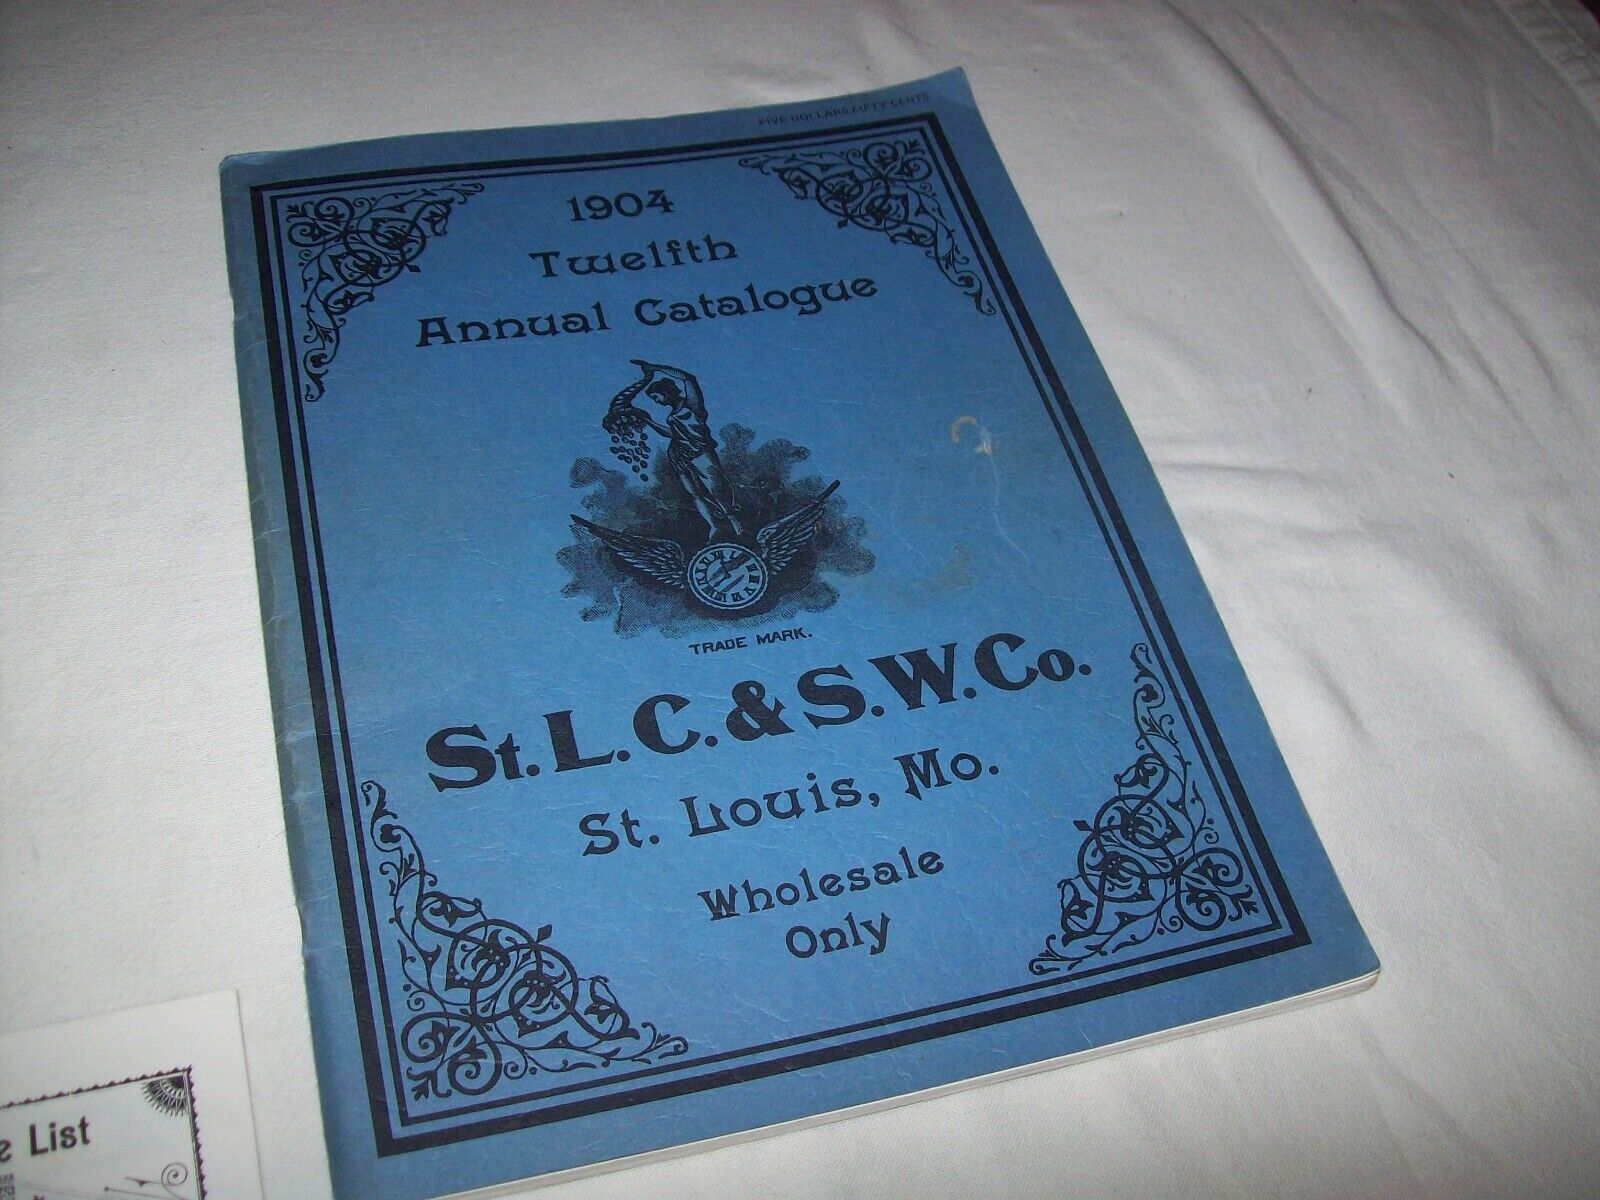 FIVE DOLLARS FIFTY CENTS
1904
Twelfth
Annual Catalogue
TRADE MARK.
St. L. C. & S. W. Co.
St. Louis, Mo.
Wholesale
Only
List